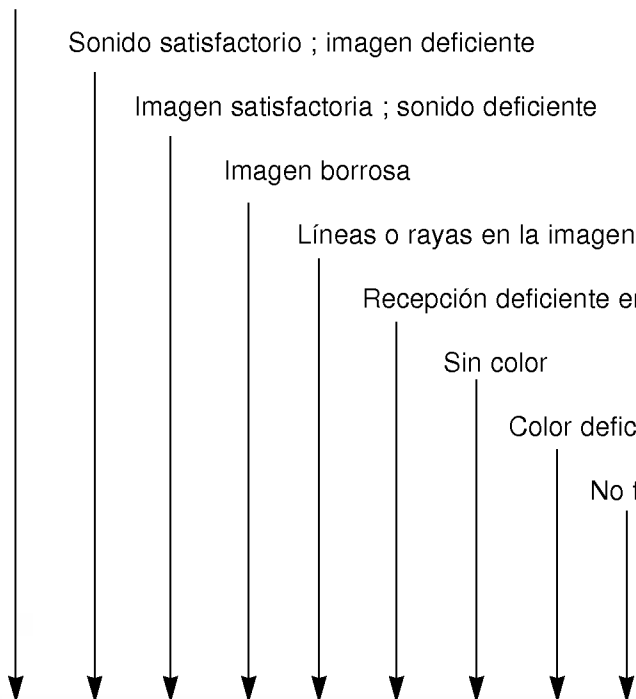 Sonido satisfactorio ; imagen deficiente
Imagen satisfactoria ; sonido deficiente
Imagen borrosa
Líneas o rayas en la imagen
Recepción deficiente
Sin color
Color
No